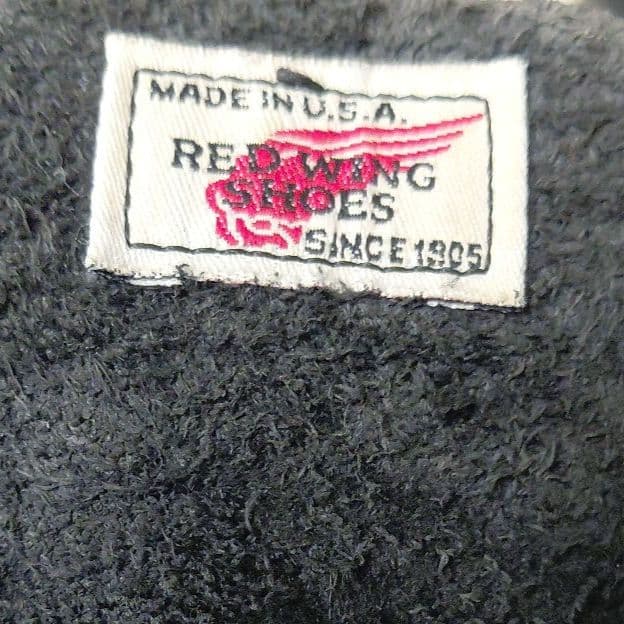 MADE IN U.S.A.
RED WING
SHOES
SINCE 1905